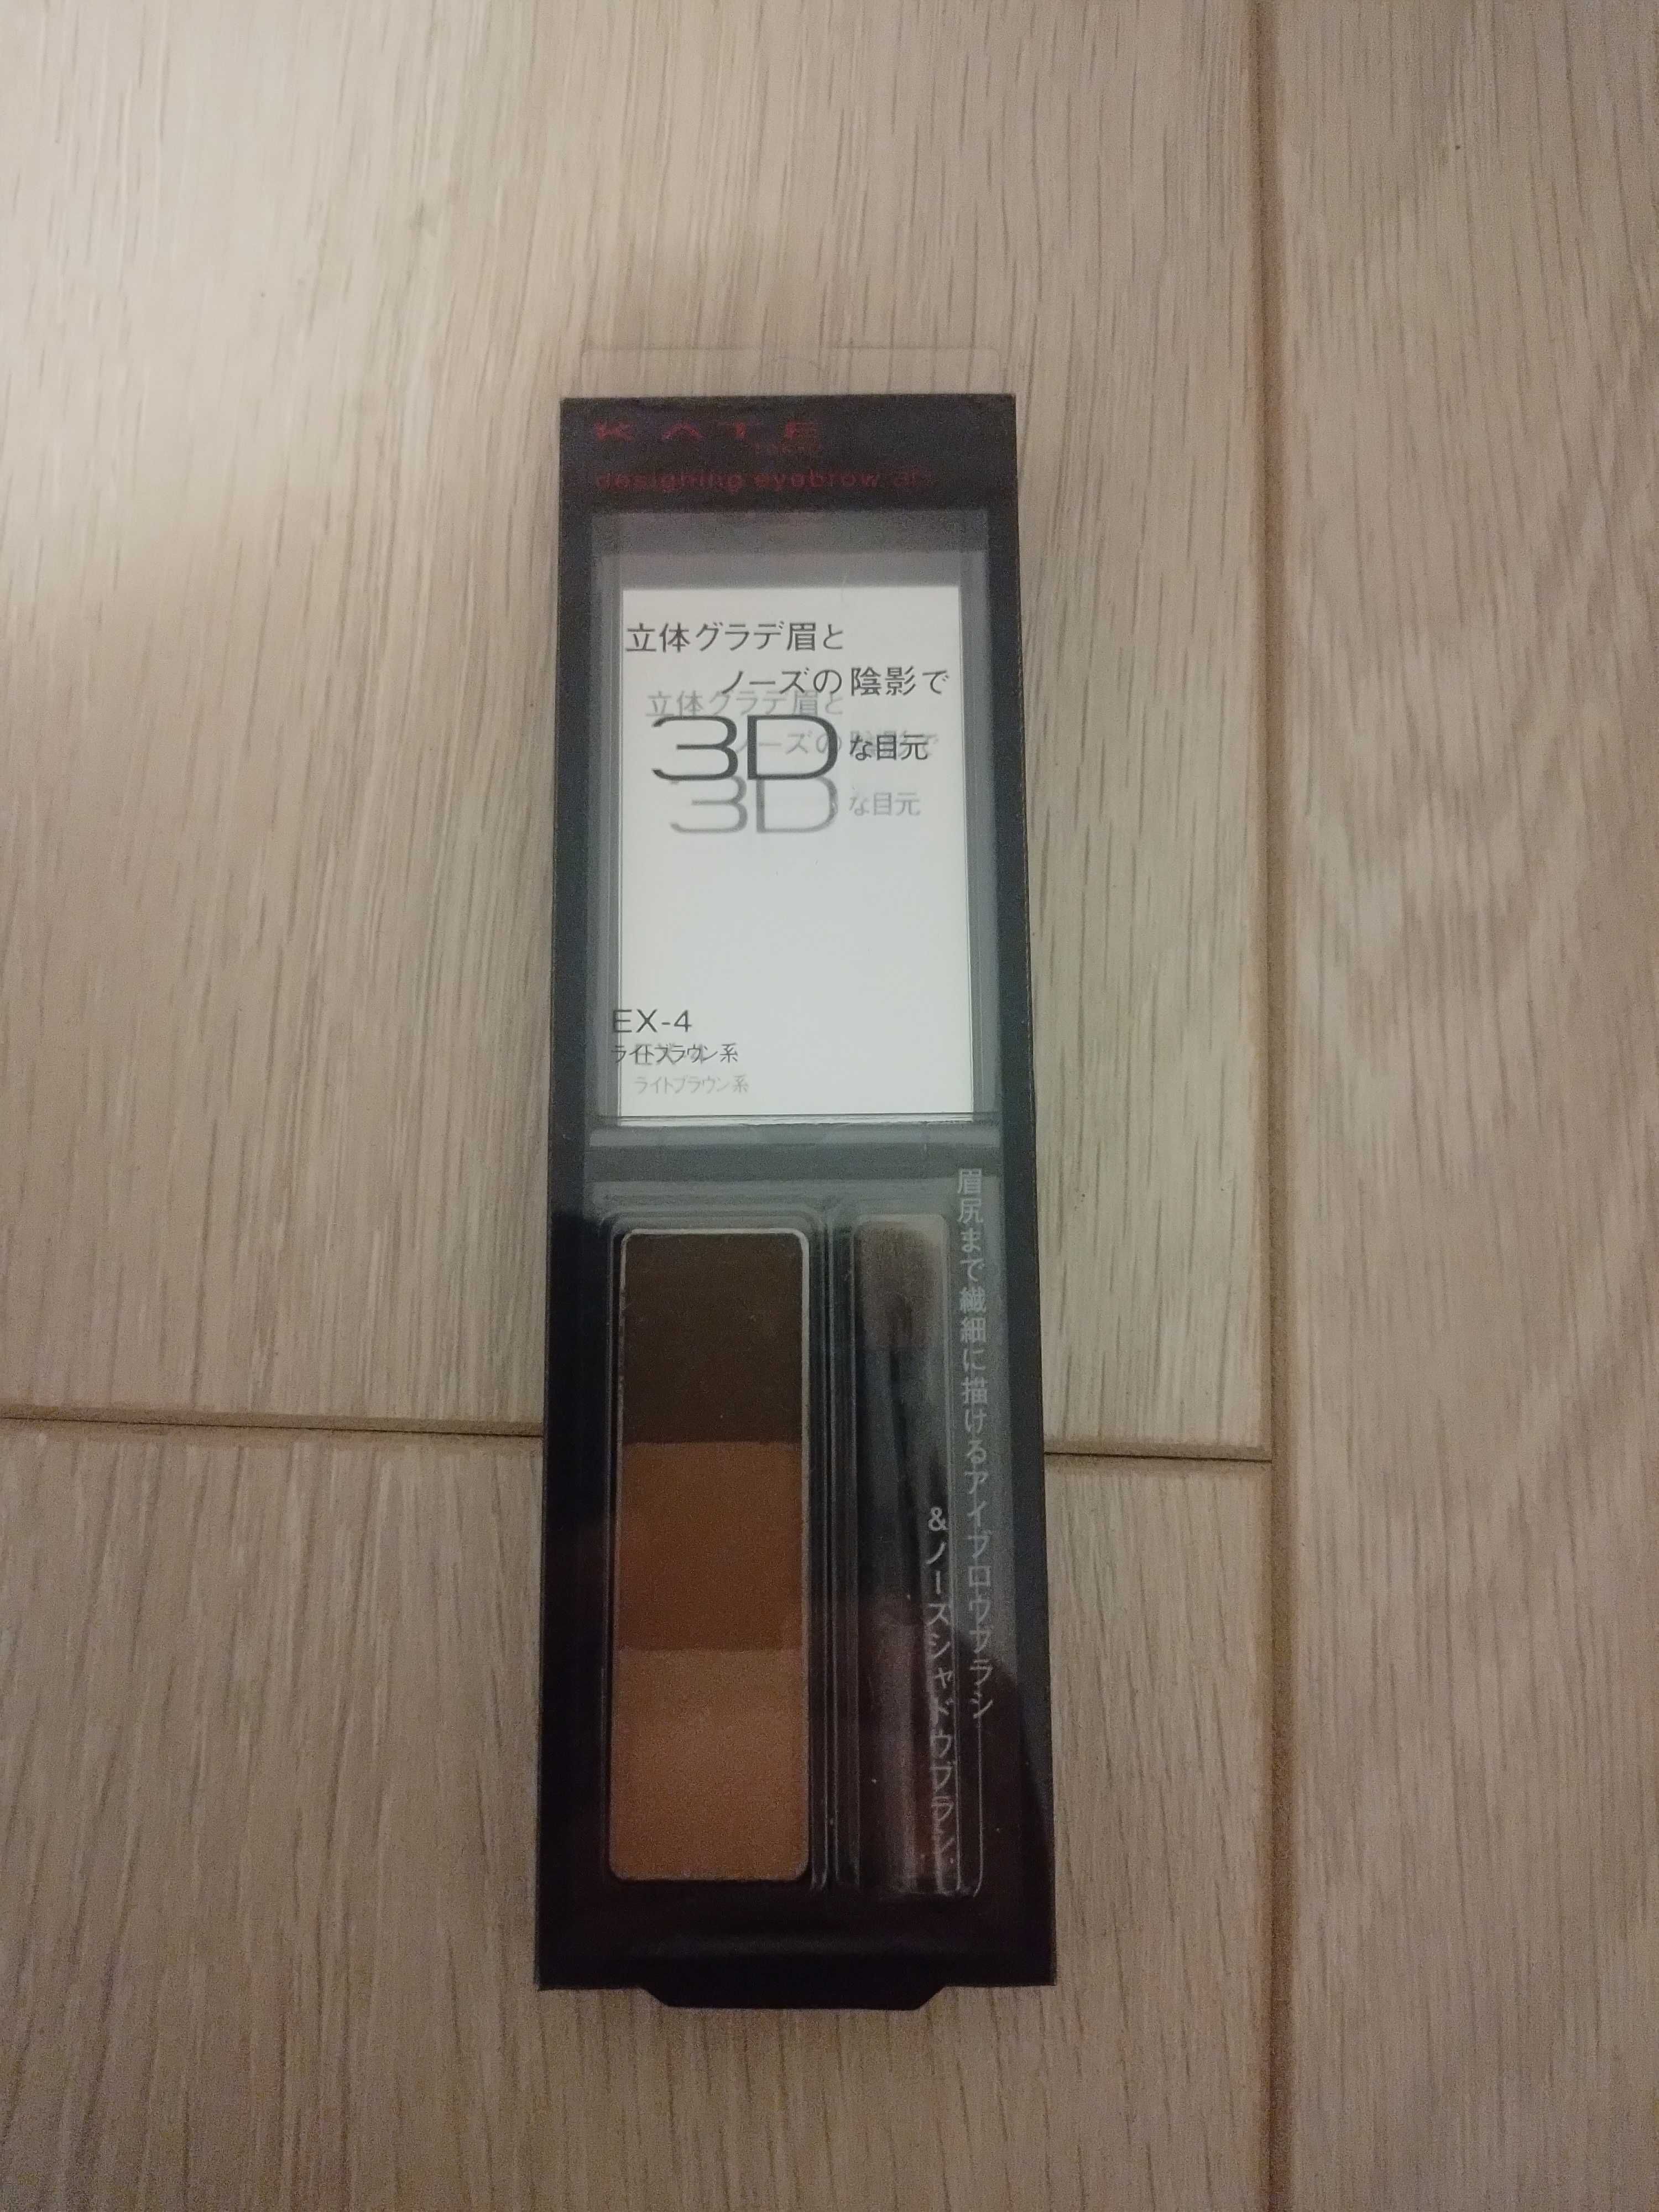 KATE
TOKYO
designing eyebrow 3D
立体グラデ眉と
ノーズの陰影で
3Dな目元
EX-4
ライトブラウン系
眉尻まで繊細に描けるアイブロウブラシ
&ノーズシャドウブラシ